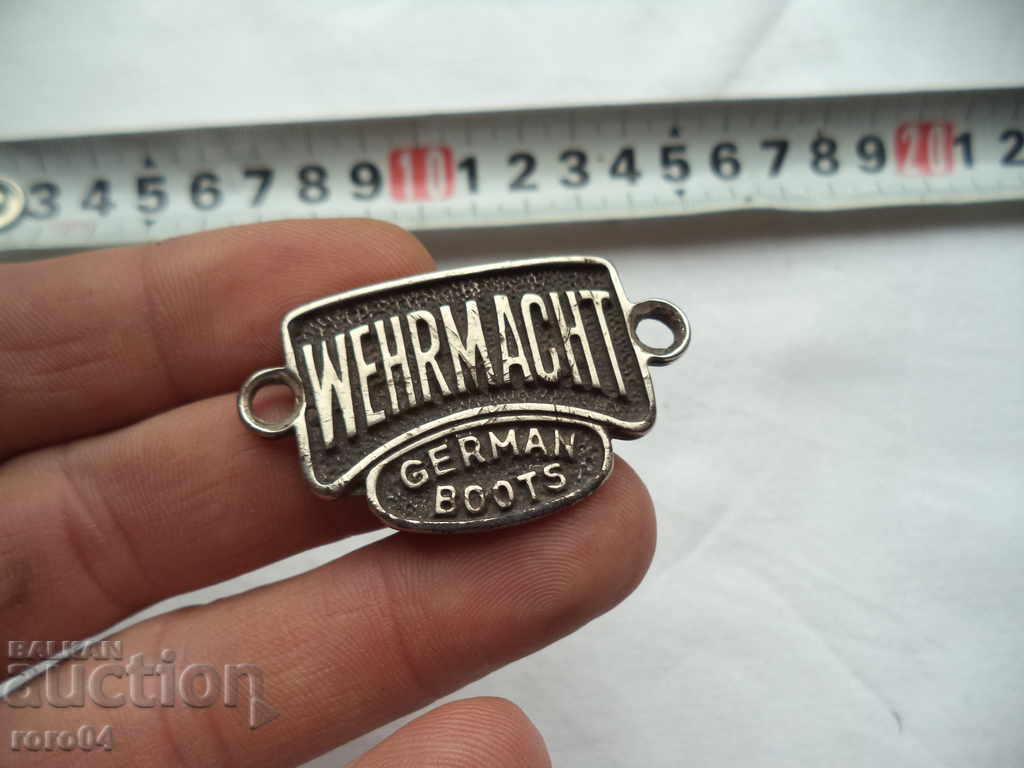 3 4 5 6 7 8 9 10 1 2 3 4 5 6 7 8 9 20 1 2
WEHRMACHT
GERMAN
BOOTS
BALKAN
auction
roro04